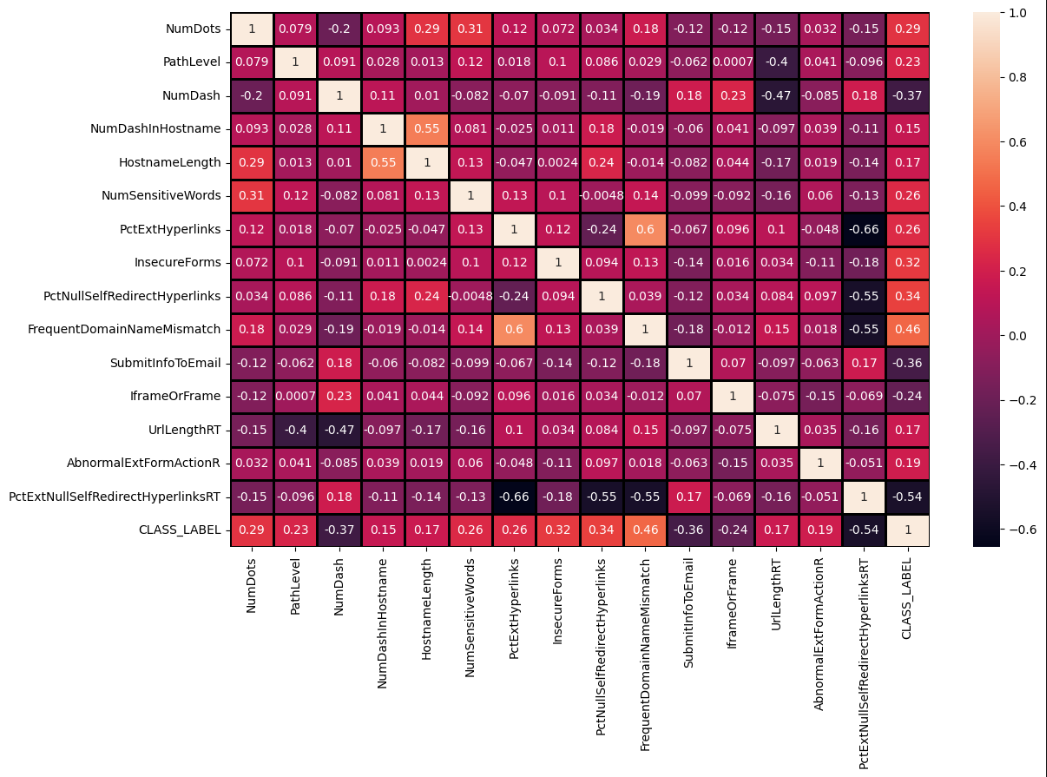 NumDots 1 0.079 -0.2 0.093 0.29 0.31 0.12 0.072 0.034 0.18 -0.12 -0.12 -0.15 0.032 -0.15 0.29
PathLevel 0.079 1 0.091 0.028 0.013 0.12 0.018 0.1 0.086 0.029 -0.062 0.0007 -0.4 0.041 -0.096 0.23
NumDash -0.2 0.091 1 0.11 0.01 -0.082 -0.07 -0.091 -0.11 -0.19 0.18 0.23 -0.47 -0.085 0.18 -0.37
NumDashInHostname 0.093 0.028 0.11 1 0.55 0.081 -0.025 0.011 0.18 -0.019 -0.06 0.041 -0.097 0.039 -0.11 0.15
HostnameLength 0.29 0.013 0.01 0.55 1 0.13 -0.047 0.0024 0.24 -0.014 -0.082 0.044 -0.17 0.019 -0.14 0.17
NumSensitiveWords 0.31 0.12 -0.082 0.081 0.13 1 0.13 0.1 -0.0048 0.14 -0.099 -0.092 -0.16 0.06 -0.13 0.26
PctExtHyperlinks 0.12 0.018 -0.07 -0.025 -0.047 0.13 1 0.12 -0.24 0.6 -0.067 0.096 0.1 -0.048 -0.66 0.26
InsecureForms 0.072 0.1 -0.091 0.011 0.0024 0.1 0.12 1 0.094 0.13 -0.14 0.016 0.034 -0.11 -0.18 0.32
PctNullSelfRedirectHyperlinks 0.034 0.086 -0.11 0.18 0.24 -0.0048 -0.24 0.094 1 0.039 -0.12 0.034 0.084 0.097 -0.55 0.34
FrequentDomainNameMismatch 0.18 0.029 -0.19 -0.019 -0.014 0.14 0.6 0.13 0.039 1 -0.18 -0.012 0.15 0.018 -0.55 0.46
SubmitInfoToEmail -0.12 -0.062 0.18 -0.06 -0.082 -0.099 -0.067 -0.14 -0.12 -0.18 1 0.07 -0.097 -0.063 0.17 -0.36
IframeOrFrame -0.12 0.0007 0.23 0.041 0.044 -0.092 0.096 0.016 0.034 -0.012 0.07 1 -0.075 -0.15 -0.069 -0.24
UrlLengthRT -0.15 -0.4 -0.47 -0.097 -0.17 -0.16 0.1 0.034 0.084 0.15 -0.097 -0.075 1 0.035 -0.16 0.17
AbnormalExtFormActionR 0.032 0.041 -0.085 0.039 0.019 0.06 -0.048 -0.11 0.097 0.018 -0.063 -0.15 0.035 1 -0.051 0.19
PctExtNullSelfRedirectHyperlinksRT -0.15 -0.096 0.18 -0.11 -0.14 -0.13 -0.66 -0.18 -0.55 -0.55 0.17 -0.069 -0.16 -0.051 1 -0.54
CLASS_LABEL 0.29 0.23 -0.37 0.15 0.17 0.26 0.26 0.32 0.34 0.46 -0.36 -0.24 0.17 0.19 -0.54 1
NumDots
PathLevel
NumDash
NumDashInHostname
HostnameLength
NumSensitiveWords
PctExtHyperlinks
InsecureForms
PctNullSelfRedirectHyperlinks
FrequentDomainNameMismatch
SubmitInfoToEmail
IframeOrFrame
UrlLengthRT
AbnormalExtFormActionR
PctExtNullSelfRedirectHyperlinksRT
CLASS_LABEL
1.0
0.8
0.6
0.4
0.2
0.0
−0.2
−0.4
−0.6